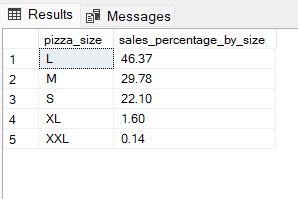 Results Messages
pizza_size sales_percentage_by_size
1 L 46.37
2 M 29.78
3 S 22.10
4 XL 1.60
5 XXL 0.14